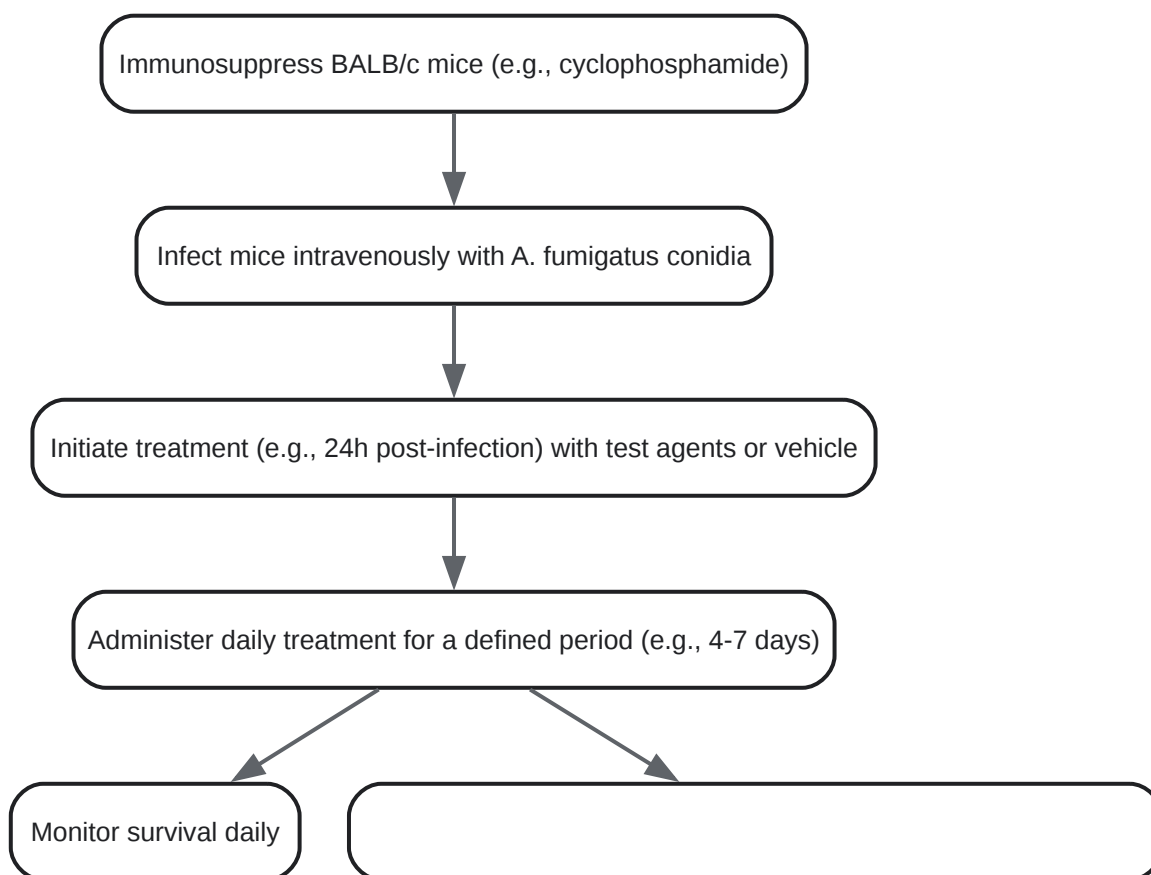 Immunosuppress BALB/c mice (e.g., cyclophosphamide)
Infect mice intravenously with A. fumigatus conidia
Initiate treatment (e.g., 24h post-infection) with test agents or vehicle
Administer daily treatment for a defined period (e.g., 4-7 days)
Monitor survival daily